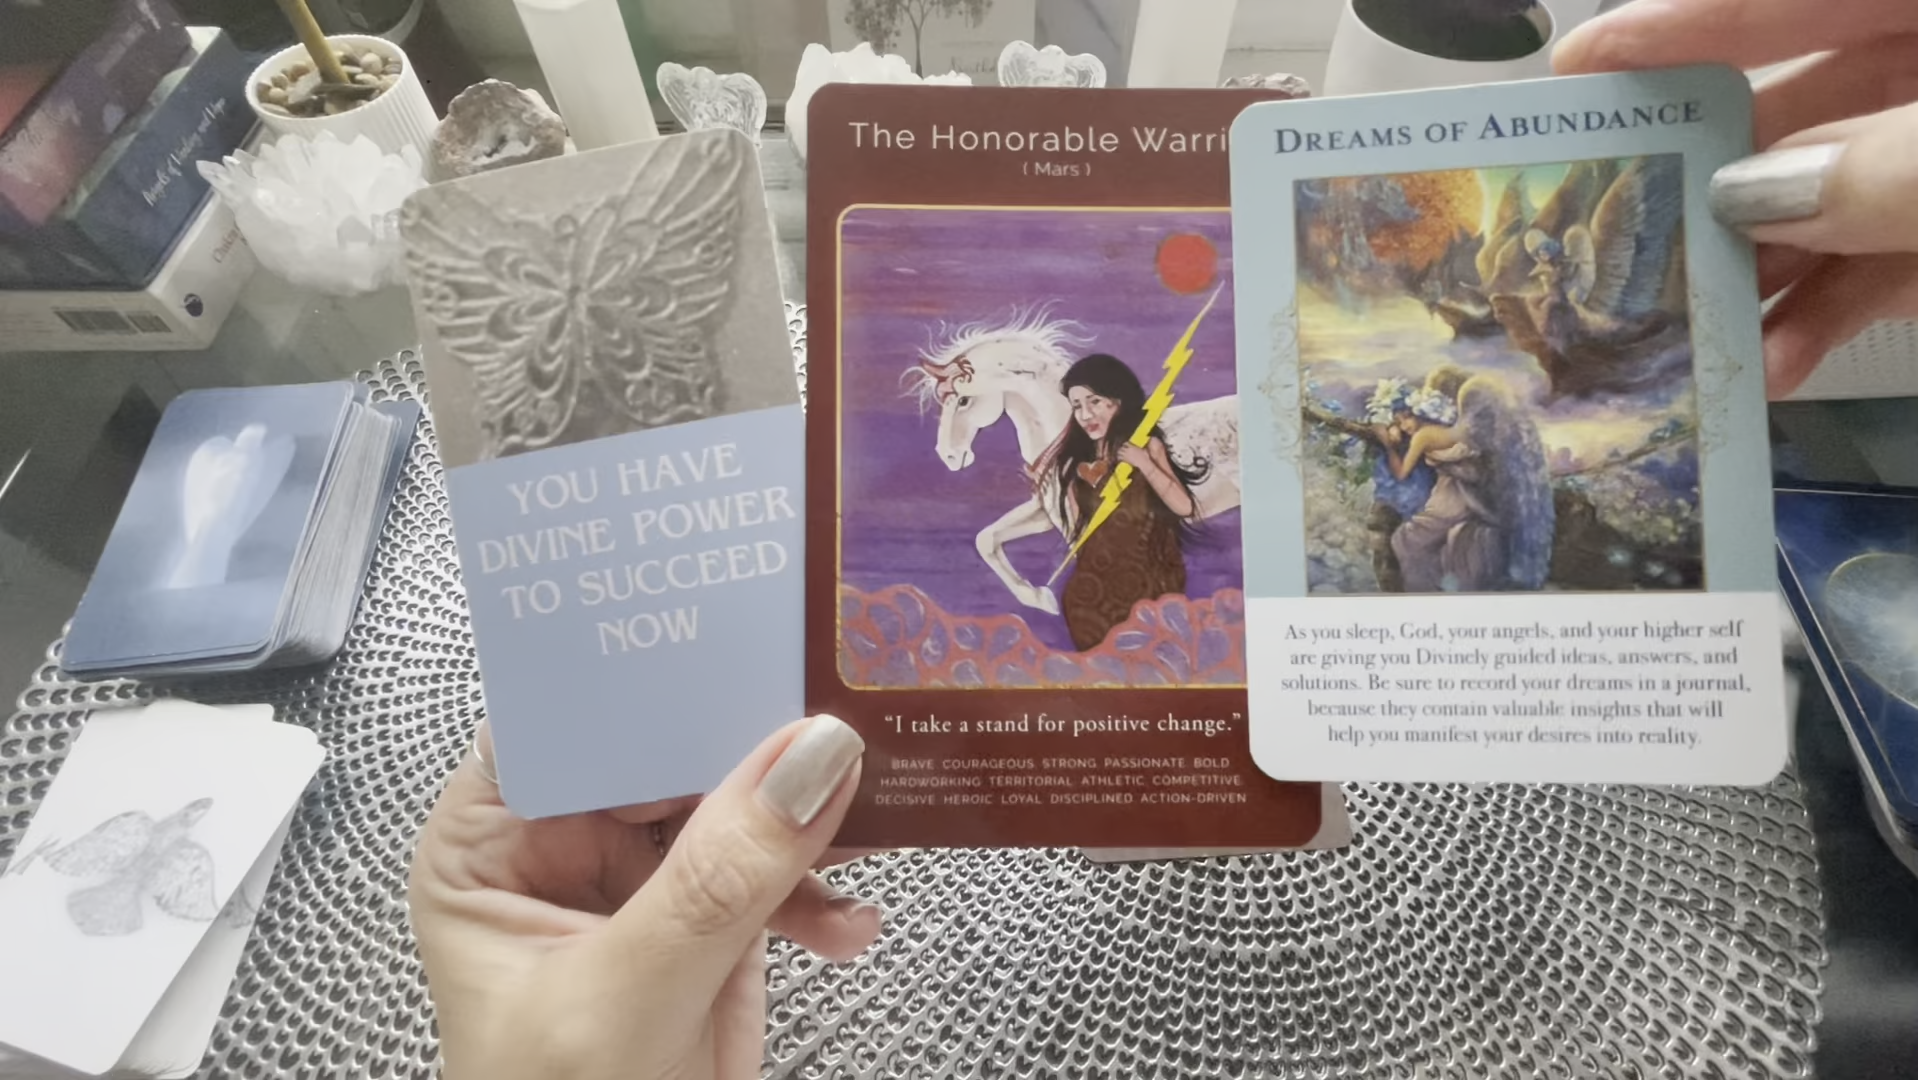 YOU HAVE
DIVINE POWER
TO SUCCEED
NOW
The Honorable Warri
( Mars )
"I take a stand for positive change."
BRAVE COURAGEOUS STRONG PASSIONATE BOLD
HARDWORKING TERRITORIAL ATHLETIC COMPETITIVE
DECISIVE HEROIC LOYAL DISCIPLINED ACTION-DRIVEN
DREAMS OF ABUNDANCE
As you sleep, God, your angels, and your higher self
are giving you Divinely guided ideas, answers, and
solutions. Be sure to record your dreams in a journal,
because they contain valuable insights that will
help you manifest your desires into reality.